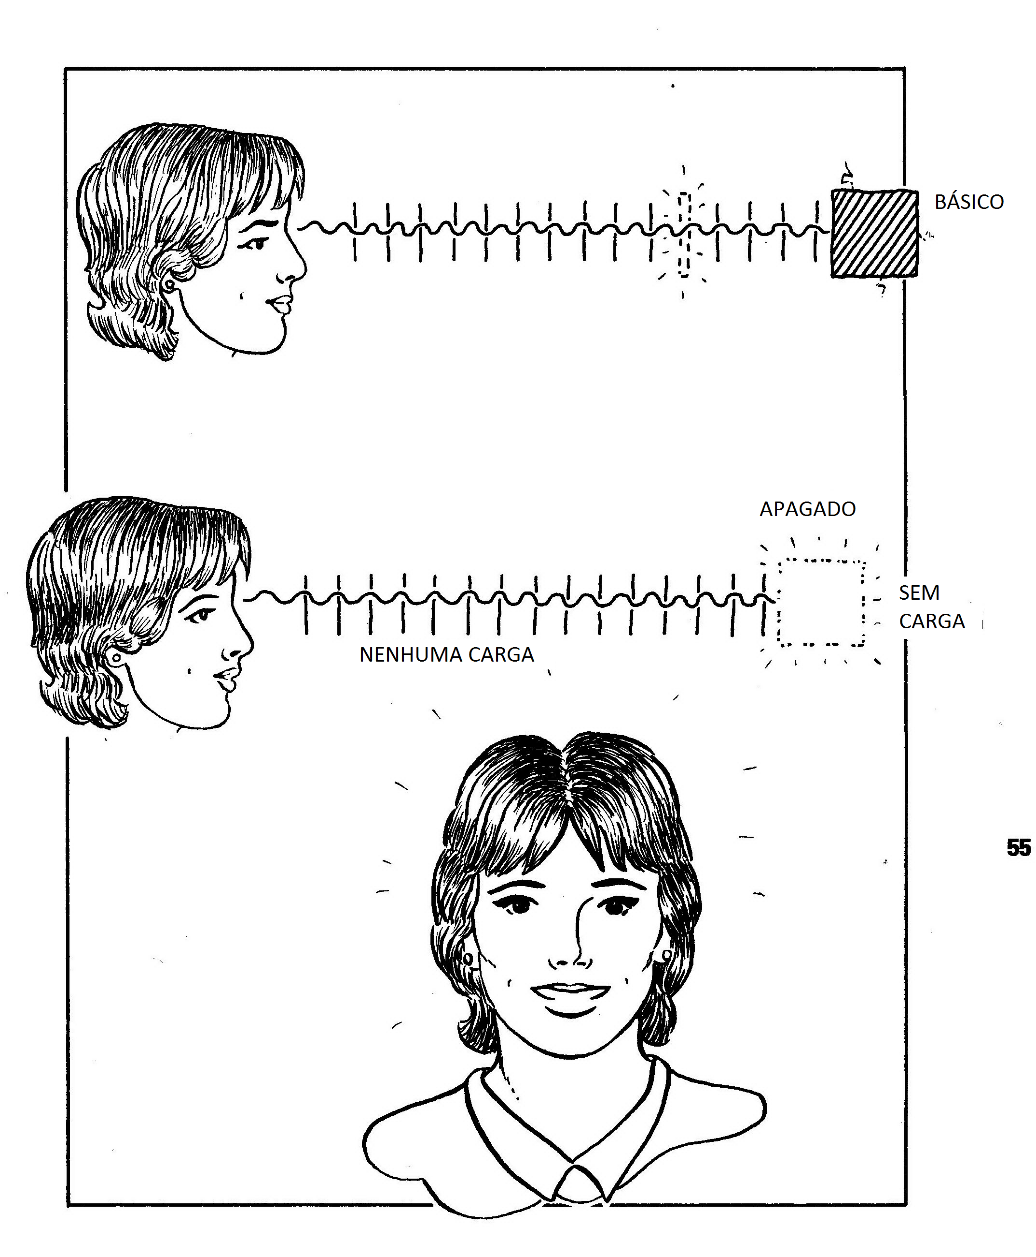 BÁSICO
APAGADO
SEM
CARGA
NENHUMA CARGA
55